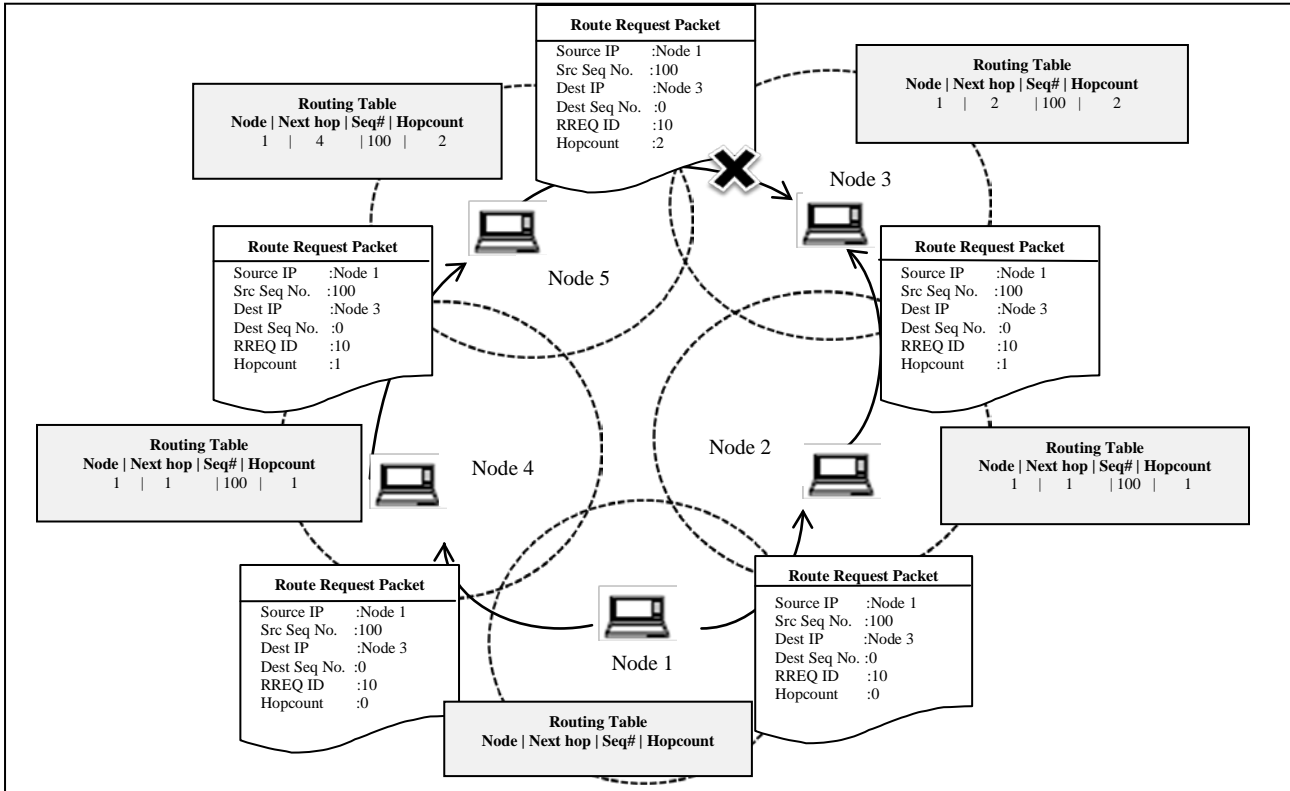 Route Request Packet
Source IP :Node 1
Src Seq No. :100
Dest IP :Node 3
Dest Seq No. :0
RREQ ID :10
Hopcount :2
Routing Table
Node | Next hop | Seq# | Hopcount
1 | 4 | 100 | 2
Routing Table
Node | Next hop | Seq# | Hopcount
1 | 2 | 100 | 2
Node 3
Node 5
Route Request Packet
Source IP :Node 1
Src Seq No. :100
Dest IP :Node 3
Dest Seq No. :0
RREQ ID :10
Hopcount :1
Route Request Packet
Source IP :Node 1
Src Seq No. :100
Dest IP :Node 3
Dest Seq No. :0
RREQ ID :10
Hopcount :1
Routing Table
Node | Next hop | Seq# | Hopcount
1 | 1 | 100 | 1
Node 4
Node 2
Routing Table
Node | Next hop | Seq# | Hopcount
1 | 1 | 100 | 1
Route Request Packet
Source IP :Node 1
Src Seq No. :100
Dest IP :Node 3
Dest Seq No. :0
RREQ ID :10
Hopcount :0
Node 1
Route Request Packet
Source IP :Node 1
Src Seq No. :100
Dest IP :Node 3
Dest Seq No. :0
RREQ ID :10
Hopcount :0
Routing Table
Node | Next hop | Seq# | Hopcount